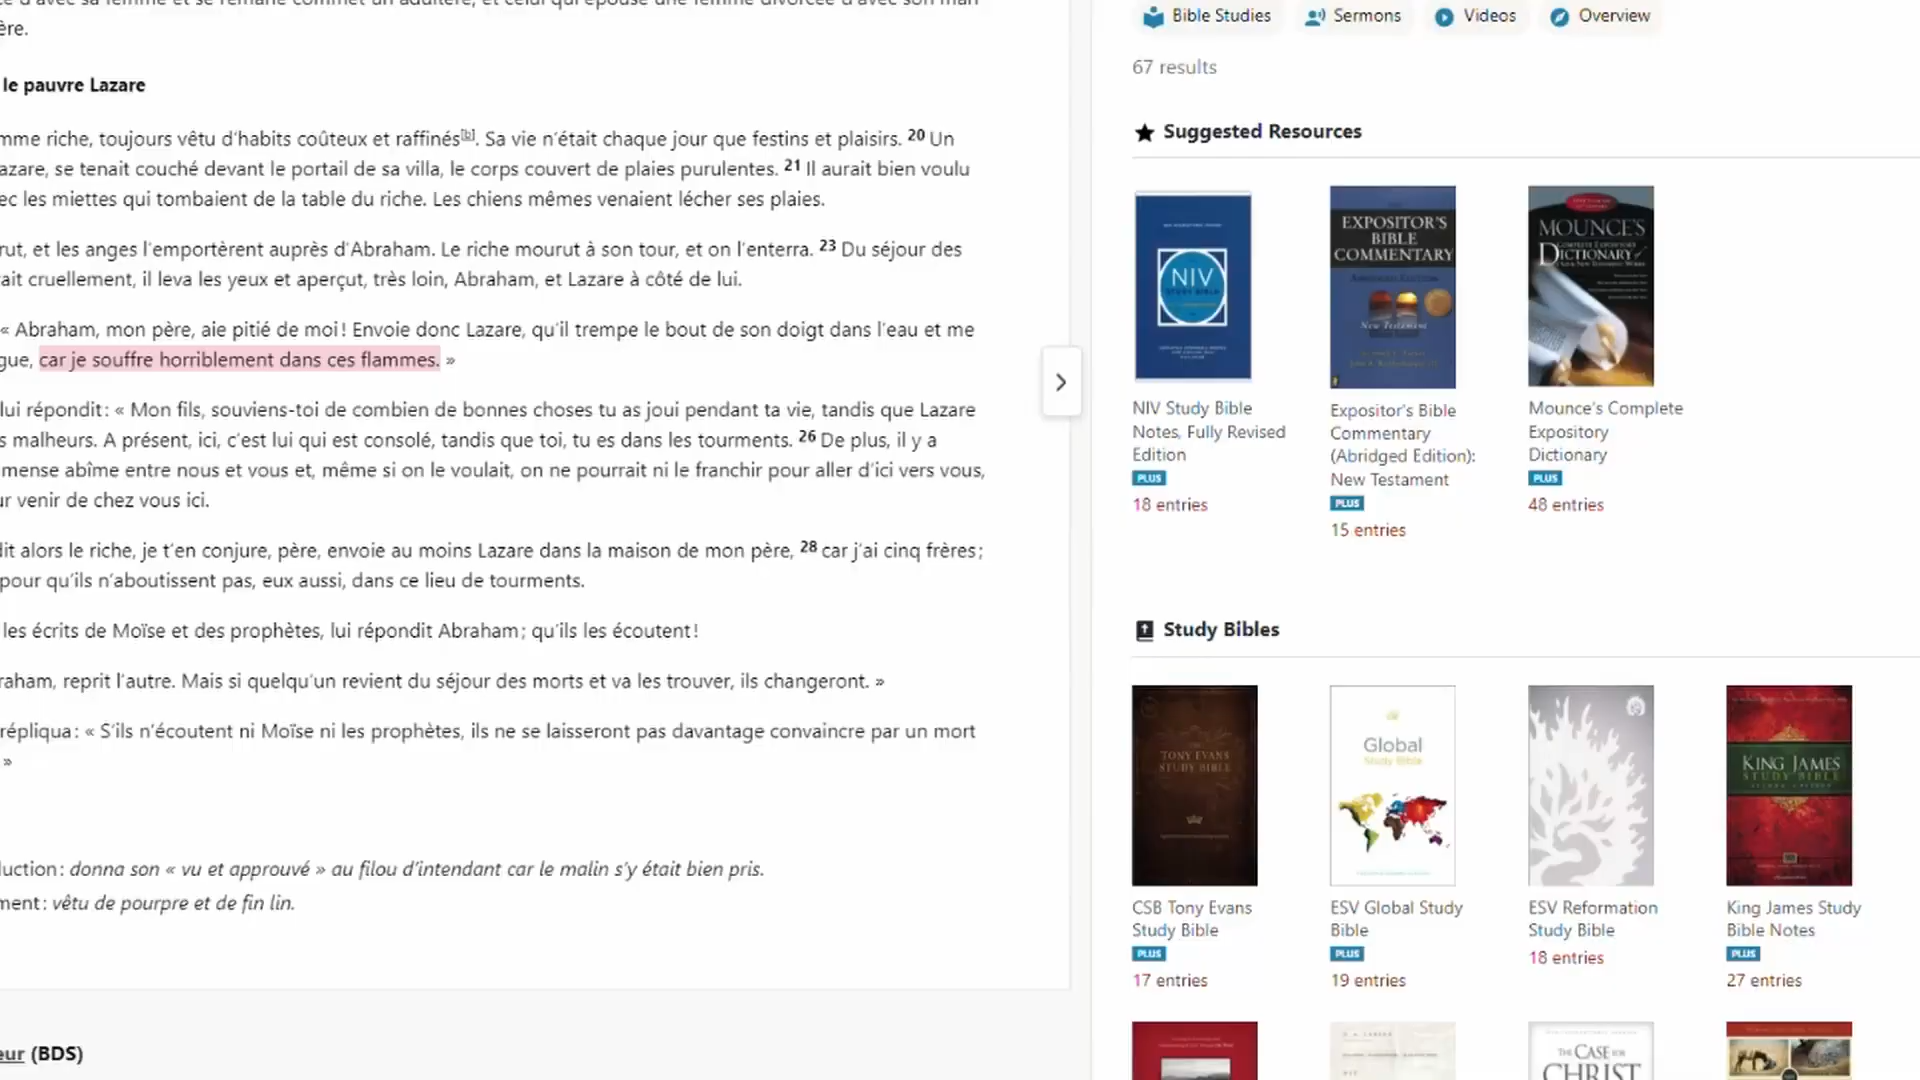 ère.
le pauvre Lazare
mme riche, toujours vêtu d'habits coûteux et raffinés[b]. Sa vie n'était chaque jour que festins et plaisirs. 20 Un
azare, se tenait couché devant le portail de sa villa, le corps couvert de plaies purulentes. 21 Il aurait bien voulu
ec les miettes qui tombaient de la table du riche. Les chiens mêmes venaient lécher ses plaies.
rut, et les anges l'emportèrent auprès d'Abraham. Le riche mourut à son tour, et on l'enterra. 23 Du séjour des
ait cruellement, il leva les yeux et aperçut, très loin, Abraham, et Lazare à côté de lui.
« Abraham, mon père, aie pitié de moi ! Envoie donc Lazare, qu'il trempe le bout de son doigt dans l'eau et me
gue, car je souffre horriblement dans ces flammes. »
lui répondit : « Mon fils, souviens-toi de combien de bonnes choses tu as joui pendant ta vie, tandis que Lazare
s malheurs. A présent, ici, c'est lui qui est consolé, tandis que toi, tu es dans les tourments. 26 De plus, il y a
mense abîme entre nous et vous et, même si on le voulait, on ne pourrait ni le franchir pour aller d'ici vers vous,
ur venir de chez vous ici.
dit alors le riche, je t'en conjure, père, envoie au moins Lazare dans la maison de mon père, 28 car j'ai cinq frères ;
pour qu'ils n'aboutissent pas, eux aussi, dans ce lieu de tourments.
les écrits de Moïse et des prophètes, lui répondit Abraham ; qu'ils les écoutent !
raham, reprit l'autre. Mais si quelqu'un revient du séjour des morts et va les trouver, ils changeront. »
répliqua : « S'ils n'écoutent ni Moïse ni les prophètes, ils ne se laisseront pas davantage convaincre par un mort
»
luction : donna son « vu et approuvé » au filou d'intendant car le malin s'y était bien pris.
ment : vêtu de pourpre et de fin lin.
eur (BDS)
Bible Studies
Sermons
Videos
Overview
67 results
Suggested Resources
NIV
STUDY BIBLE
EXPOSITOR'S
BIBLE
COMMENTARY
New Testament
MOUNCE'S
DICTIONARY
NIV Study Bible
Notes, Fully Revised
Edition
PLUS
18 entries
Expositor's Bible
Commentary
(Abridged Edition):
New Testament
PLUS
15 entries
Mounce's Complete
Expository
Dictionary
PLUS
48 entries
Study Bibles
TONY EVANS
STUDY BIBLE
Global
Study Bible
KING JAMES
STUDY BIBLE
CSB Tony Evans
Study Bible
PLUS
17 entries
ESV Global Study
Bible
PLUS
19 entries
ESV Reformation
Study Bible
18 entries
King James Study
Bible Notes
PLUS
27 entries
THE CASE FOR
CHRIST